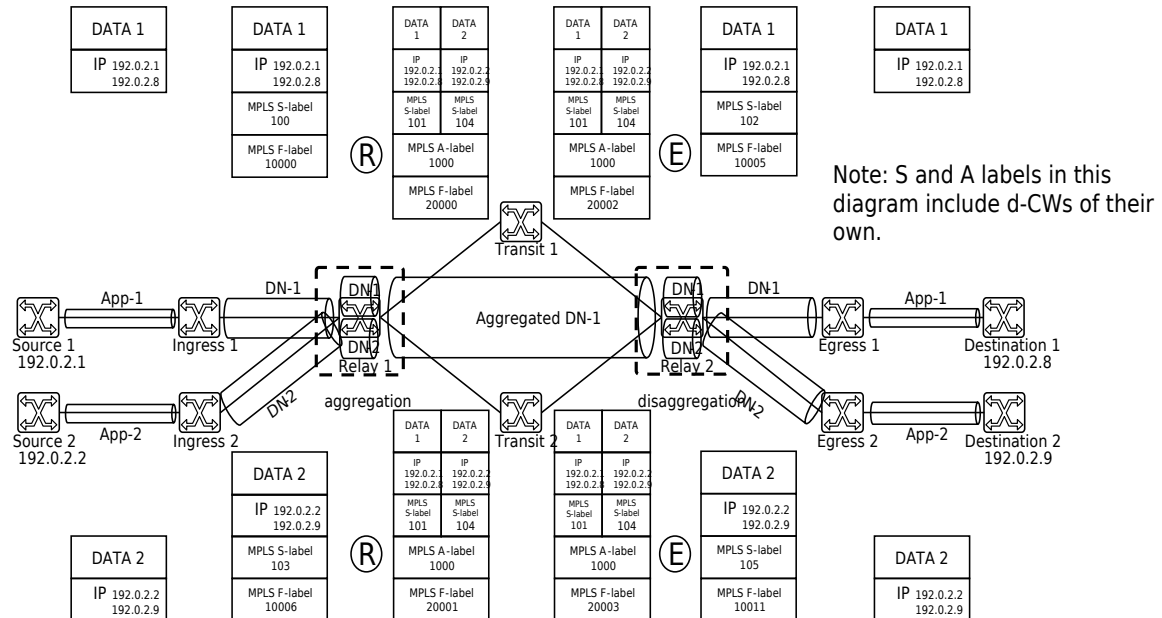 DATA 1
IP 192.0.2.1
192.0.2.8
DATA 1
IP 192.0.2.1
192.0.2.8
MPLS S-label
100
MPLS F-label
10000
R
DATA
1
DATA
2
IP
192.0.2.1
192.0.2.8
IP
192.0.2.2
192.0.2.9
MPLS
S-label
101
MPLS
S-label
104
MPLS A-label
1000
MPLS F-label
20000
DATA
1
DATA
2
IP
192.0.2.1
192.0.2.8
IP
192.0.2.2
192.0.2.9
MPLS
S-label
101
MPLS
S-label
104
MPLS A-label
1000
MPLS F-label
20002
E
DATA 1
IP 192.0.2.1
192.0.2.8
MPLS S-label
102
MPLS F-label
10005
DATA 1
IP 192.0.2.1
192.0.2.8
Note: S and A labels in this
diagram include d-CWs of their
own.
Transit 1
Source 1
192.0.2.1
App-1
Ingress 1
DN-1
DN-1
DN-2
Relay 1
aggregation
Aggregated DN-1
DN-1
DN-2
Relay 2
disaggregation
DN-1
Egress 1
App-1
Destination 1
192.0.2.8
Source 2
192.0.2.2
App-2
Ingress 2
DN-2
Transit 2
DN-2
Egress 2
App-2
Destination 2
192.0.2.9
DATA 2
IP 192.0.2.2
192.0.2.9
DATA 2
IP 192.0.2.2
192.0.2.9
MPLS S-label
103
MPLS F-label
10006
R
DATA
1
DATA
2
IP
192.0.2.1
192.0.2.8
IP
192.0.2.2
192.0.2.9
MPLS
S-label
101
MPLS
S-label
104
MPLS A-label
1000
MPLS F-label
20001
DATA
1
DATA
2
IP
192.0.2.1
192.0.2.8
IP
192.0.2.2
192.0.2.9
MPLS
S-label
101
MPLS
S-label
104
MPLS A-label
1000
MPLS F-label
20003
E
DATA 2
IP 192.0.2.2
192.0.2.9
MPLS S-label
105
MPLS F-label
10011
DATA 2
IP 192.0.2.2
192.0.2.9